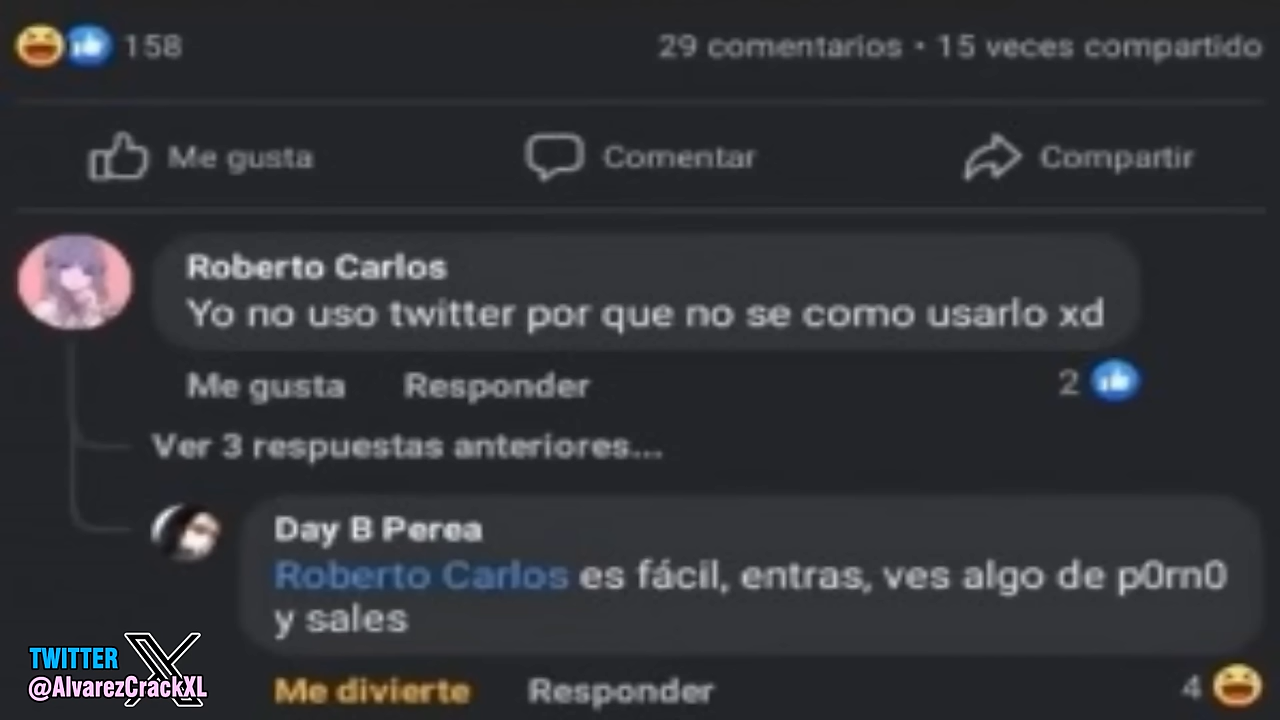 158
29 comentarios • 15 veces compartido
Me gusta
Comentar
Compartir
Roberto Carlos
Yo no uso twitter por que no se como usarlo xd
Me gusta Responder
2
Ver 3 respuestas anteriores...
Day B Perea
Roberto Carlos es fácil, entras, ves algo de p0rn0
y sales
Me divierte Responder
4
TWITTER
@AlvarezCrackXL